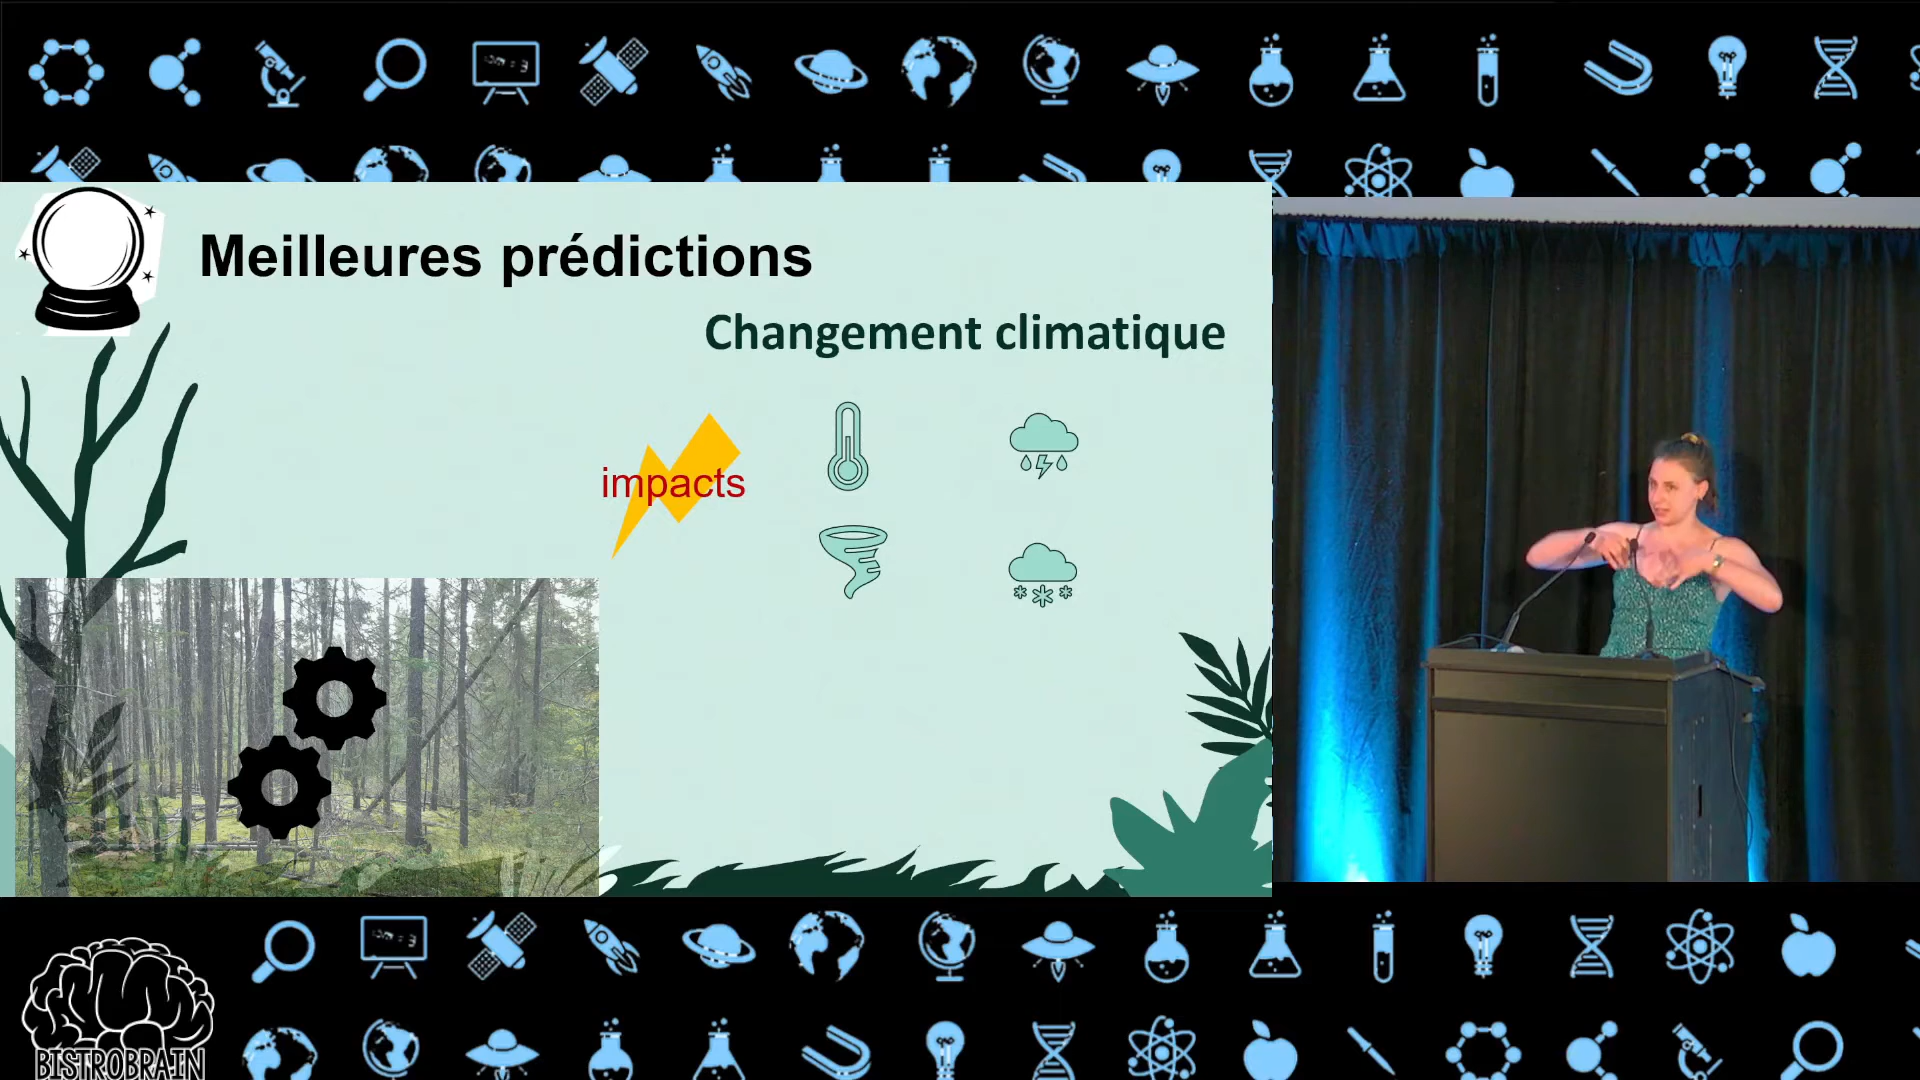 Meilleures prédictions
Changement climatique
impacts
BISTROBRAIN